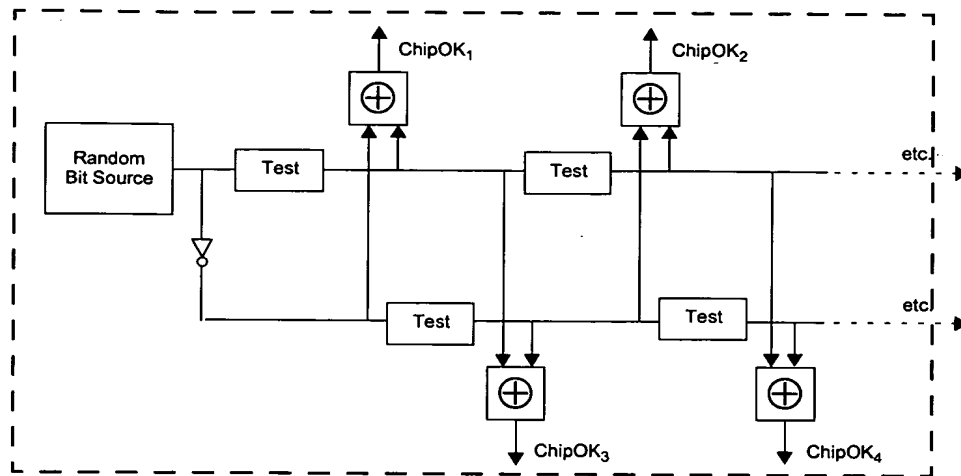 ChipOK1
ChipOK2
Random
Bit Source
Test
Test
etc.
Test
Test
etc
ChipOK3
ChipOK4